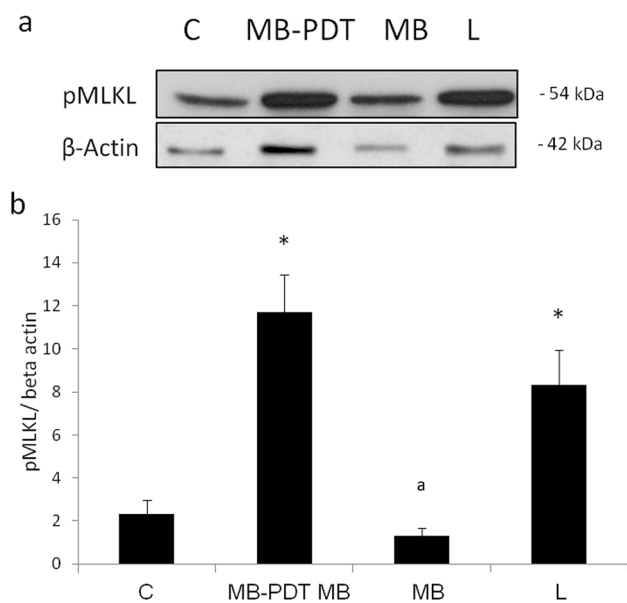 a
C MB-PDT MB L
pMLKL - 54 kDa
β-Actin - 42 kDa
b
16
14
12
10
8
6
4
2
0
pMLKL/ beta actin
*
a
*
C MB-PDT MB MB L